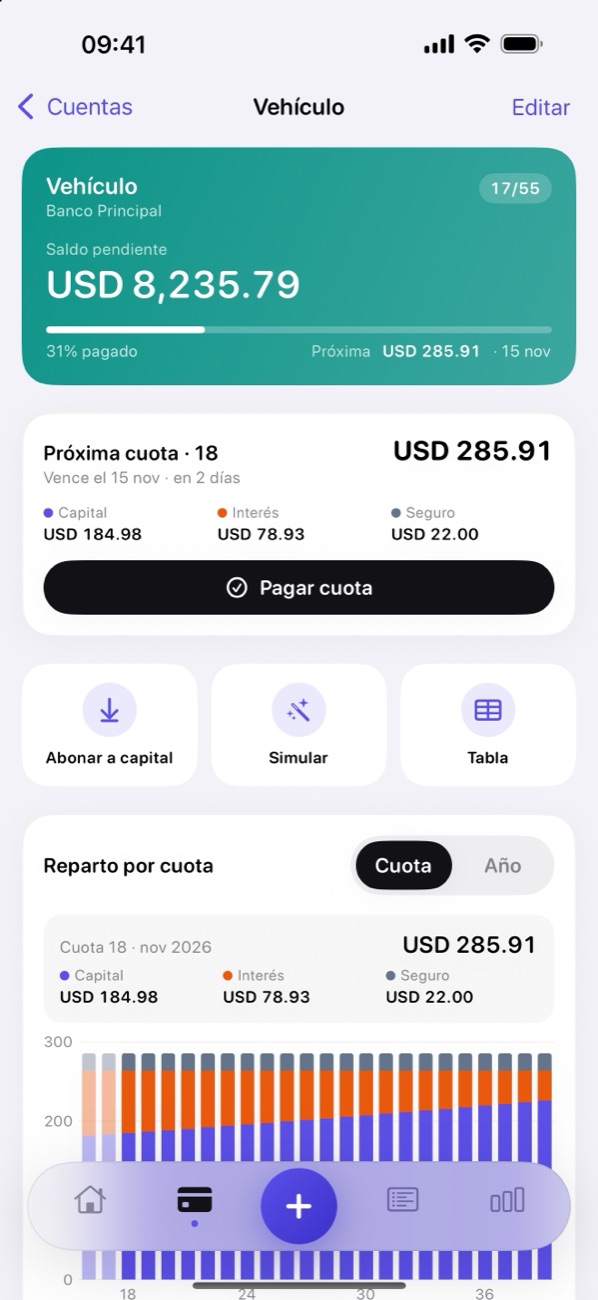 09:41
Cuentas Vehículo Editar
Vehículo 17/55
Banco Principal
Saldo pendiente
USD 8,235.79
31% pagado Próxima USD 285.91 · 15 nov
Próxima cuota · 18 USD 285.91
Vence el 15 nov · en 2 días
Capital Interés Seguro
USD 184.98 USD 78.93 USD 22.00
Pagar cuota
Abonar a capital Simular Tabla
Reparto por cuota Cuota Año
Cuota 18 · nov 2026 USD 285.91
Capital Interés Seguro
USD 184.98 USD 78.93 USD 22.00
300
200
0
18 24 30 36